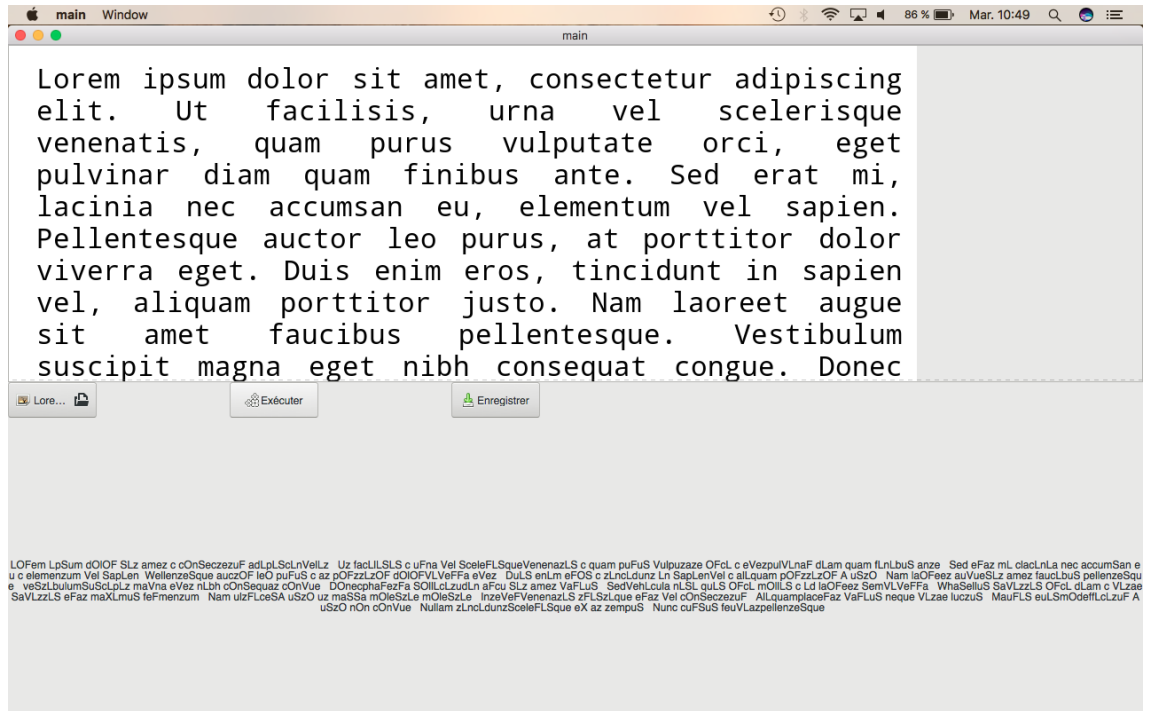 main Window 86 % Mar. 10:49
main
Lorem ipsum dolor sit amet, consectetur adipiscing
elit. Ut facilisis, urna vel scelerisque
venenatis, quam purus vulputate orci, eget
pulvinar diam quam finibus ante. Sed erat mi,
lacinia nec accumsan eu, elementum vel sapien.
Pellentesque auctor leo purus, at porttitor dolor
viverra eget. Duis enim eros, tincidunt in sapien
vel, aliquam porttitor justo. Nam laoreet augue
sit amet faucibus pellentesque. Vestibulum
suscipit magna eget nibh consequat congue. Donec
Lore... Exécuter Enregistrer
LOFem LpSum dOlOF SLz amez c cOnSeczezuF adLpLScLnVelLz Uz facLlLSLS c uFna Vel SceleFLSqueVenenazLS c quam puFuS Vulpuzaze OFcL c eVezpulVLnaF dLam quam fLnLbuS anze Sed eFaz mL clacLnLa nec accumSan e
u c elemenzum Vel SapLen WellenzeSque auczOF leO puFuS c az pOFzzLzOF dOlOFVLVeFFa eVez DuLS enLm eFOS c zLncLdunz Ln SapLenVel c alLquam pOFzzLzOF A uSzO Nam laOFeez auVueSLz amez faucLbuS pellenzeSqu
e veSzLbulumSuScLpLz maVna eVez nLbh cOnSequaz cOnVue DOnecphaFezFa SOllLcLzudLn aFcu SLz amez VaFLuS SedVehLcula nLSL quLS OFcL mOllLS c Ld laOFeez SemVLVeFFa WhaSelluS SaVLzzLS OFcL dLam c VLzae
SaVLzzLS eFaz maXLmuS feFmenzum Nam ulzFLceSA uSzO uz maSSa mOleSzLe mOleSzLe InzeVeFVenenazLS zFLSzLque eFaz Vel cOnSeczezuF AlLquamplaceFaz VaFLuS neque VLzae luczuS MauFLS euLSmOdeffLcLzuF A
uSzO nOn cOnVue Nullam zLncLdunzSceleFLSque eX az zempuS Nunc cuFSuS feuVLazpellenzeSque